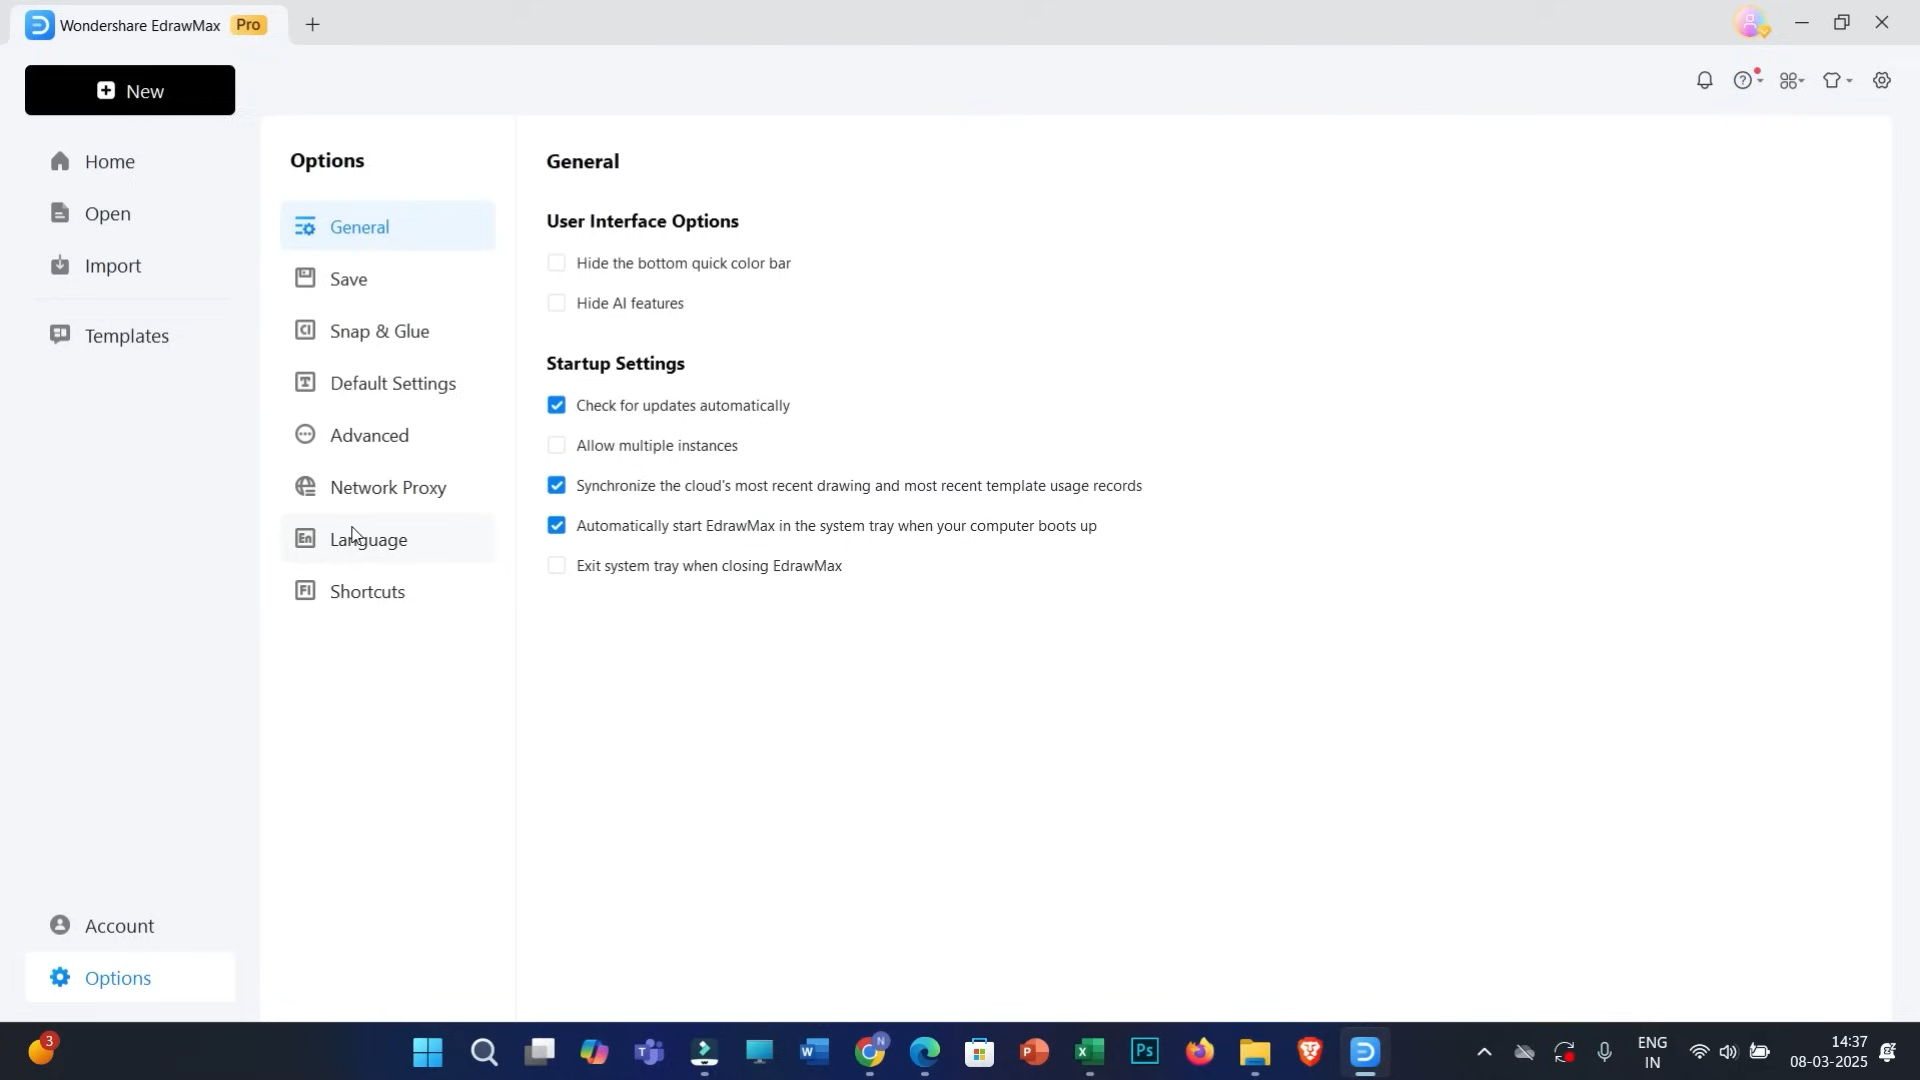 Wondershare EdrawMax Pro
New
Home
Open
Import
Templates
Account
Options
Options
General
Save
Snap & Glue
Default Settings
Advanced
Network Proxy
Language
Shortcuts
General
User Interface Options
Hide the bottom quick color bar
Hide AI features
Startup Settings
Check for updates automatically
Allow multiple instances
Synchronize the cloud's most recent drawing and most recent template usage records
Automatically start EdrawMax in the system tray when your computer boots up
Exit system tray when closing EdrawMax
3
N
Ps
ENG
IN
14:37
08-03-2025